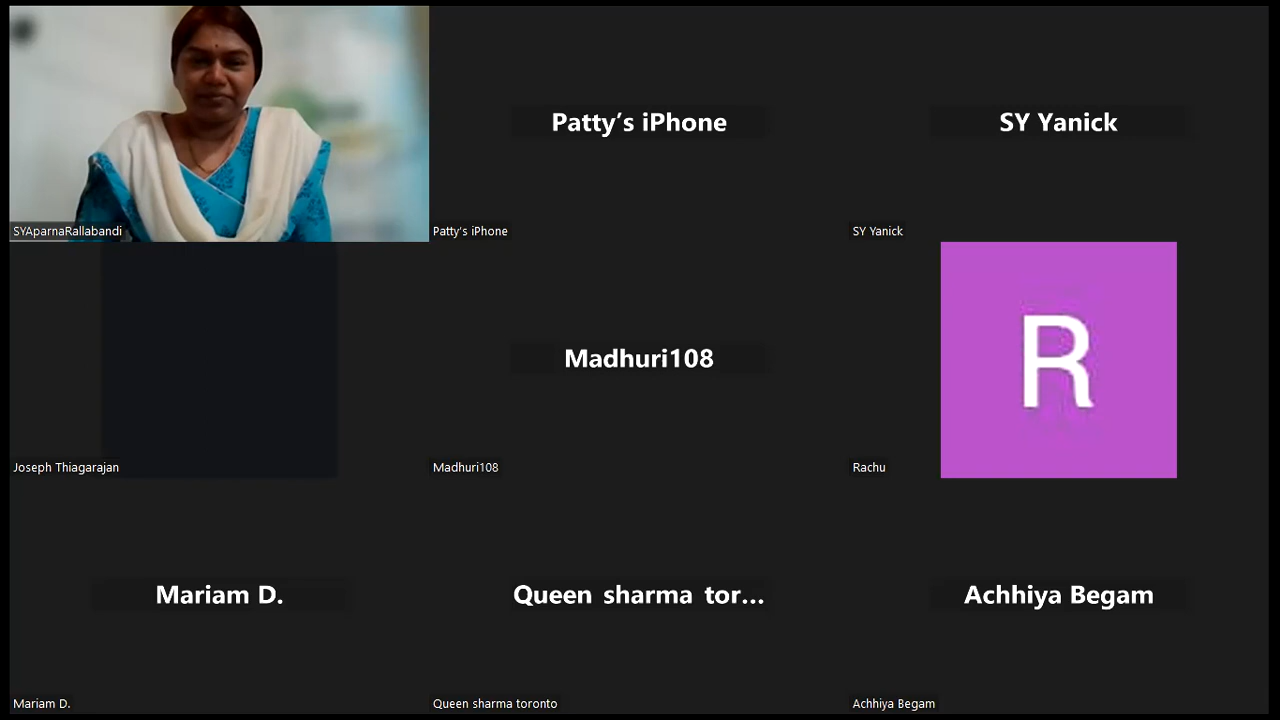 Patty’s iPhone
SY Yanick
SYAparnaRallabandi
Patty's iPhone
SY Yanick
Madhuri108
R
Joseph Thiagarajan
Madhuri108
Rachu
Mariam D.
Queen sharma tor...
Achhiya Begam
Mariam D.
Queen sharma toronto
Achhiya Begam